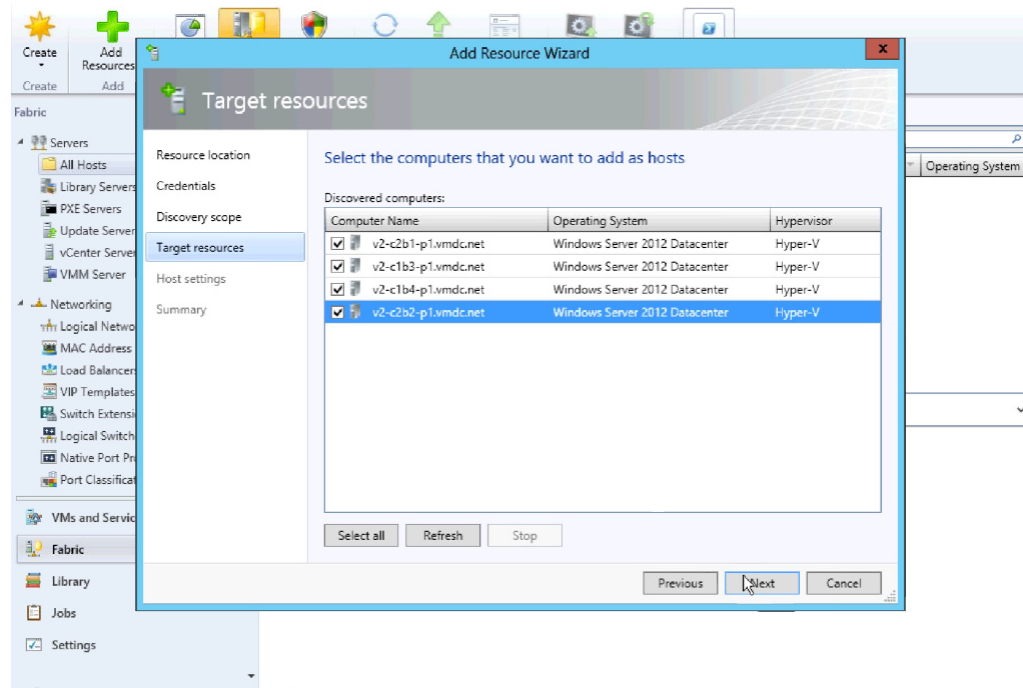 Create
Add
Resources
Create
Add
Fabric
Servers
All Hosts
Library Servers
PXE Servers
Update Server
vCenter Server
VMM Server
Networking
Logical Netwo
MAC Address
Load Balancers
VIP Templates
Switch Extensi
Logical Switch
Native Port Pr
Port Classificat
VMs and Servic
Fabric
Library
Jobs
Settings
Add Resource Wizard
x
Target resources
Resource location
Credentials
Discovery scope
Target resources
Host settings
Summary
Select the computers that you want to add as hosts
Discovered computers:
Computer Name Operating System Hypervisor
v2-c2b1-p1.vmdc.net Windows Server 2012 Datacenter Hyper-V
v2-c1b3-p1.vmdc.net Windows Server 2012 Datacenter Hyper-V
v2-c1b4-p1.vmdc.net Windows Server 2012 Datacenter Hyper-V
v2-c2b2-p1.vmdc.net Windows Server 2012 Datacenter Hyper-V
Select all Refresh Stop
Previous Next Cancel
Operating System